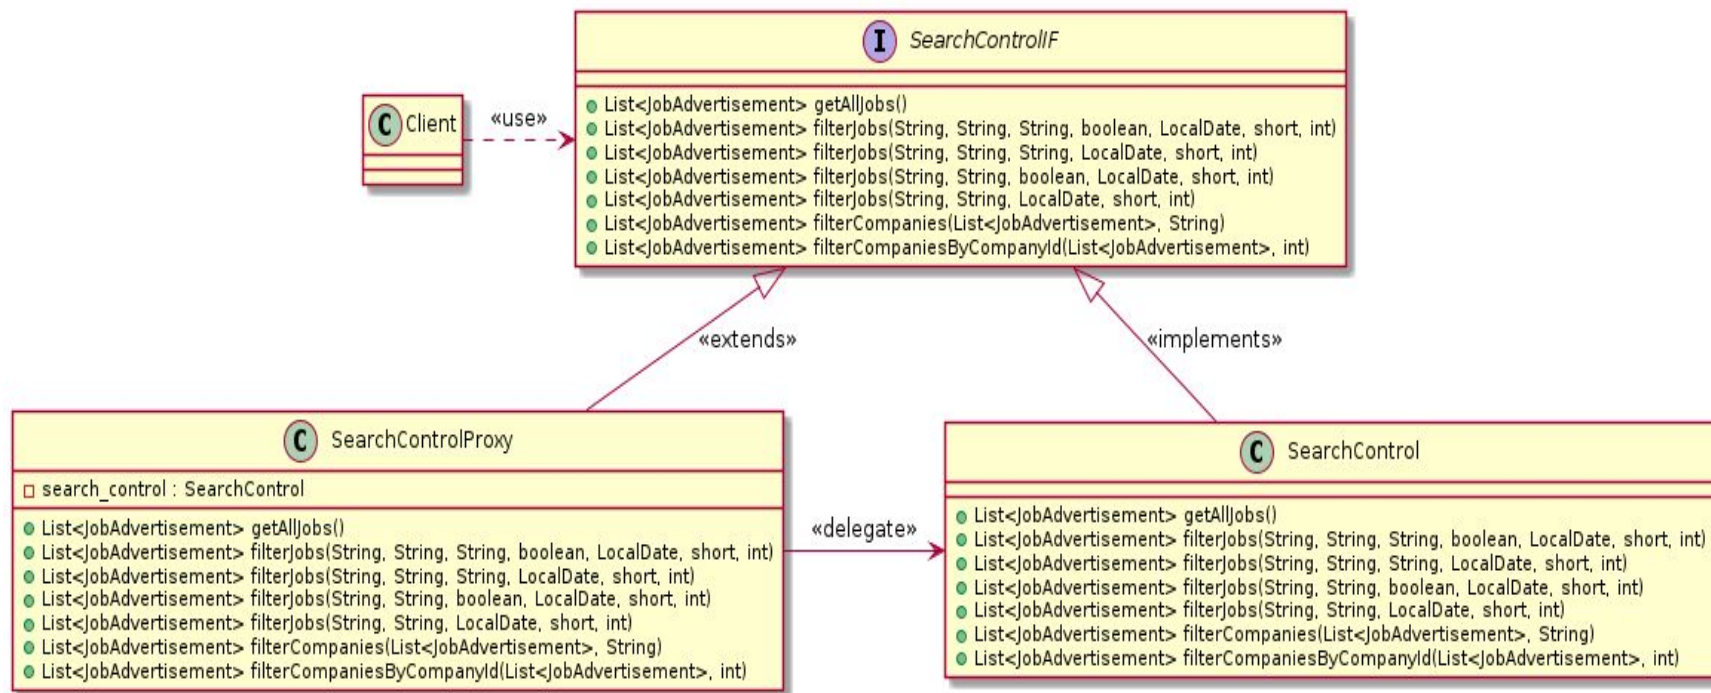 I SearchControlIF
List<JobAdvertisement> getAllJobs()
List<JobAdvertisement> filterJobs(String, String, String, boolean, LocalDate, short, int)
List<JobAdvertisement> filterJobs(String, String, String, LocalDate, short, int)
List<JobAdvertisement> filterJobs(String, String, boolean, LocalDate, short, int)
List<JobAdvertisement> filterJobs(String, String, LocalDate, short, int)
List<JobAdvertisement> filterCompanies(List<JobAdvertisement>, String)
List<JobAdvertisement> filterCompaniesByCompanyId(List<JobAdvertisement>, int)
C Client
«use»
«extends»
«implements»
C SearchControlProxy
search_control : SearchControl
List<JobAdvertisement> getAllJobs()
List<JobAdvertisement> filterJobs(String, String, String, boolean, LocalDate, short, int)
List<JobAdvertisement> filterJobs(String, String, String, LocalDate, short, int)
List<JobAdvertisement> filterJobs(String, String, boolean, LocalDate, short, int)
List<JobAdvertisement> filterJobs(String, String, LocalDate, short, int)
List<JobAdvertisement> filterCompanies(List<JobAdvertisement>, String)
List<JobAdvertisement> filterCompaniesByCompanyId(List<JobAdvertisement>, int)
«delegate»
C SearchControl
List<JobAdvertisement> getAllJobs()
List<JobAdvertisement> filterJobs(String, String, String, boolean, LocalDate, short, int)
List<JobAdvertisement> filterJobs(String, String, String, LocalDate, short, int)
List<JobAdvertisement> filterJobs(String, String, boolean, LocalDate, short, int)
List<JobAdvertisement> filterJobs(String, String, LocalDate, short, int)
List<JobAdvertisement> filterCompanies(List<JobAdvertisement>, String)
List<JobAdvertisement> filterCompaniesByCompanyId(List<JobAdvertisement>, int)